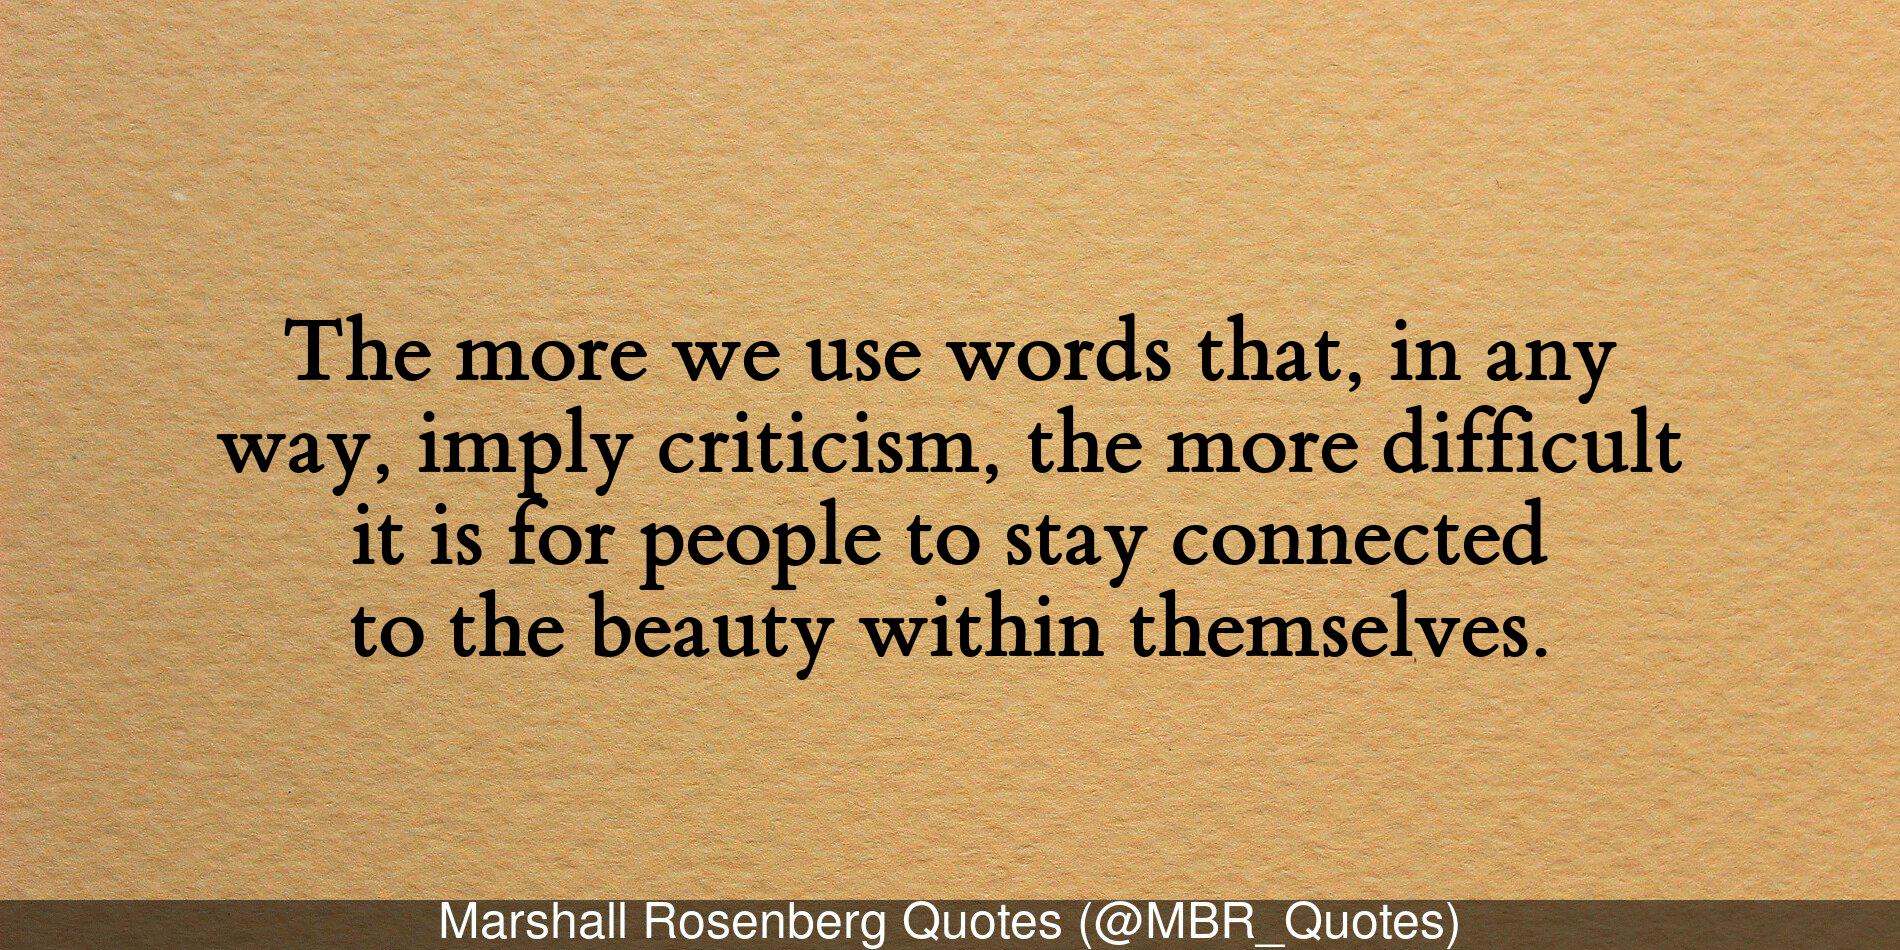 The more we use words that, in any
way, imply criticism, the more difficult
it is for people to stay connected
to the beauty within themselves.
Marshall Rosenberg Quotes (@MBR_Quotes)